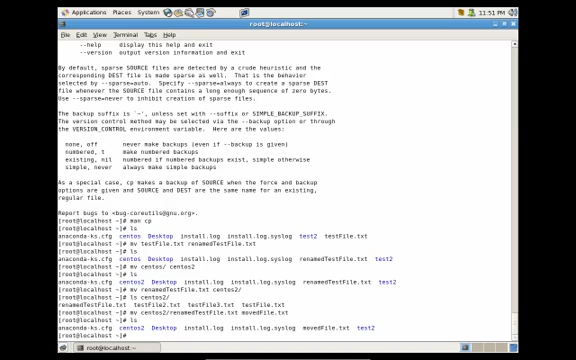 Applications Places System 11:51 PM
root@localhost:~
File Edit View Terminal Tabs Help
--help display this help and exit
--version output version information and exit
By default, sparse SOURCE files are detected by a crude heuristic and the
corresponding DEST file is made sparse as well. That is the behavior
selected by --sparse=auto. Specify --sparse=always to create a sparse DEST
file whenever the SOURCE file contains a long enough sequence of zero bytes.
Use --sparse=never to inhibit creation of sparse files.
The backup suffix is `~', unless set with --suffix or SIMPLE_BACKUP_SUFFIX.
The version control method may be selected via the --backup option or through
the VERSION_CONTROL environment variable. Here are the values:
none, off never make backups (even if --backup is given)
numbered, t make numbered backups
existing, nil numbered if numbered backups exist, simple otherwise
simple, never always make simple backups
As a special case, cp makes a backup of SOURCE when the force and backup
options are given and SOURCE and DEST are the same name for an existing,
regular file.
Report bugs to <bug-coreutils@gnu.org>.
[root@localhost ~]# man cp
[root@localhost ~]# ls
anaconda-ks.cfg centos Desktop install.log install.log.syslog test2 testFile.txt
[root@localhost ~]# mv testFile.txt renamedTestFile.txt
[root@localhost ~]# ls
anaconda-ks.cfg centos Desktop install.log install.log.syslog renamedTestFile.txt test2
[root@localhost ~]# mv centos/ centos2
[root@localhost ~]# ls
anaconda-ks.cfg centos2 Desktop install.log install.log.syslog renamedTestFile.txt test2
[root@localhost ~]# mv renamedTestFile.txt centos2/
[root@localhost ~]# ls centos2/
renamedTestFile.txt testFile2.txt testFile3.txt testFile.txt
[root@localhost ~]# mv centos2/renamedTestFile.txt movedFile.txt
[root@localhost ~]# ls
anaconda-ks.cfg centos2 Desktop install.log install.log.syslog movedFile.txt test2
[root@localhost ~]#
root@localhost:~